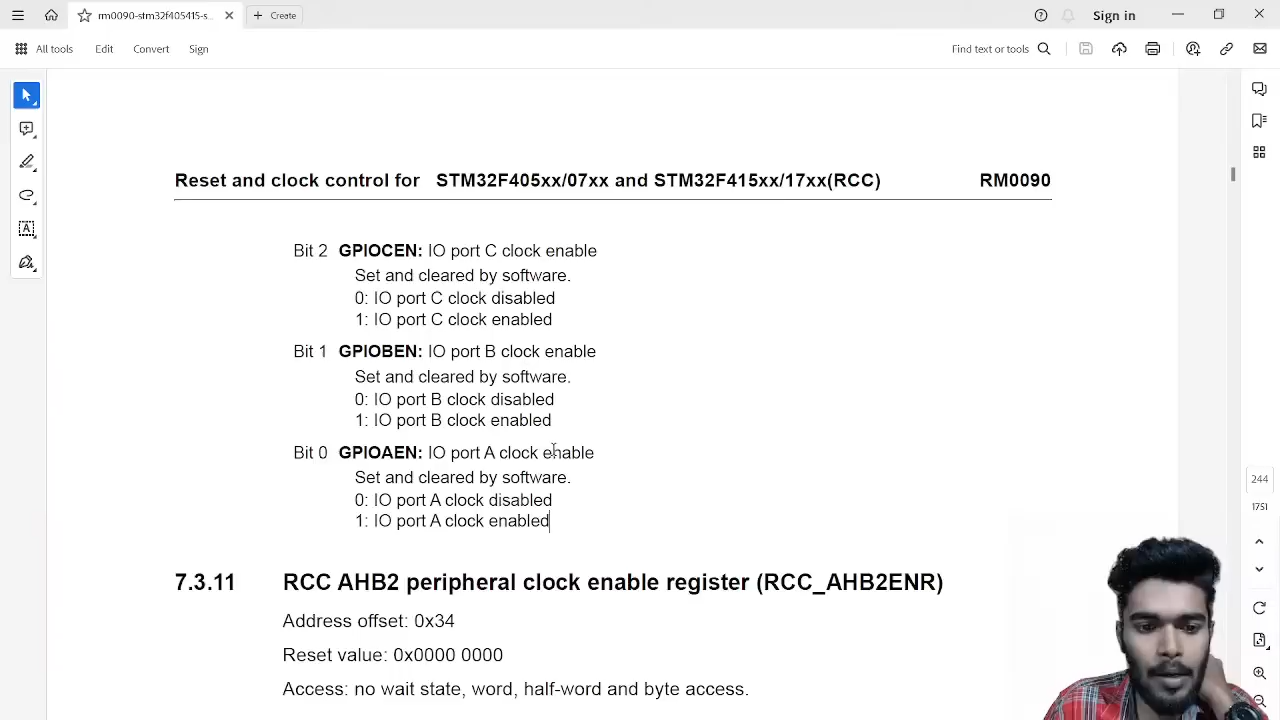 rm0090-stm32f405415-s...
Create
Sign in
All tools
Edit
Convert
Sign
Find text or tools
Reset and clock control for STM32F405xx/07xx and STM32F415xx/17xx(RCC)
RM0090
Bit 2 GPIOCEN: IO port C clock enable
Set and cleared by software.
0: IO port C clock disabled
1: IO port C clock enabled
Bit 1 GPIOBEN: IO port B clock enable
Set and cleared by software.
0: IO port B clock disabled
1: IO port B clock enabled
Bit 0 GPIOAEN: IO port A clock enable
Set and cleared by software.
0: IO port A clock disabled
1: IO port A clock enabled
244
1751
7.3.11 RCC AHB2 peripheral clock enable register (RCC_AHB2ENR)
Address offset: 0x34
Reset value: 0x0000 0000
Access: no wait state, word, half-word and byte access.